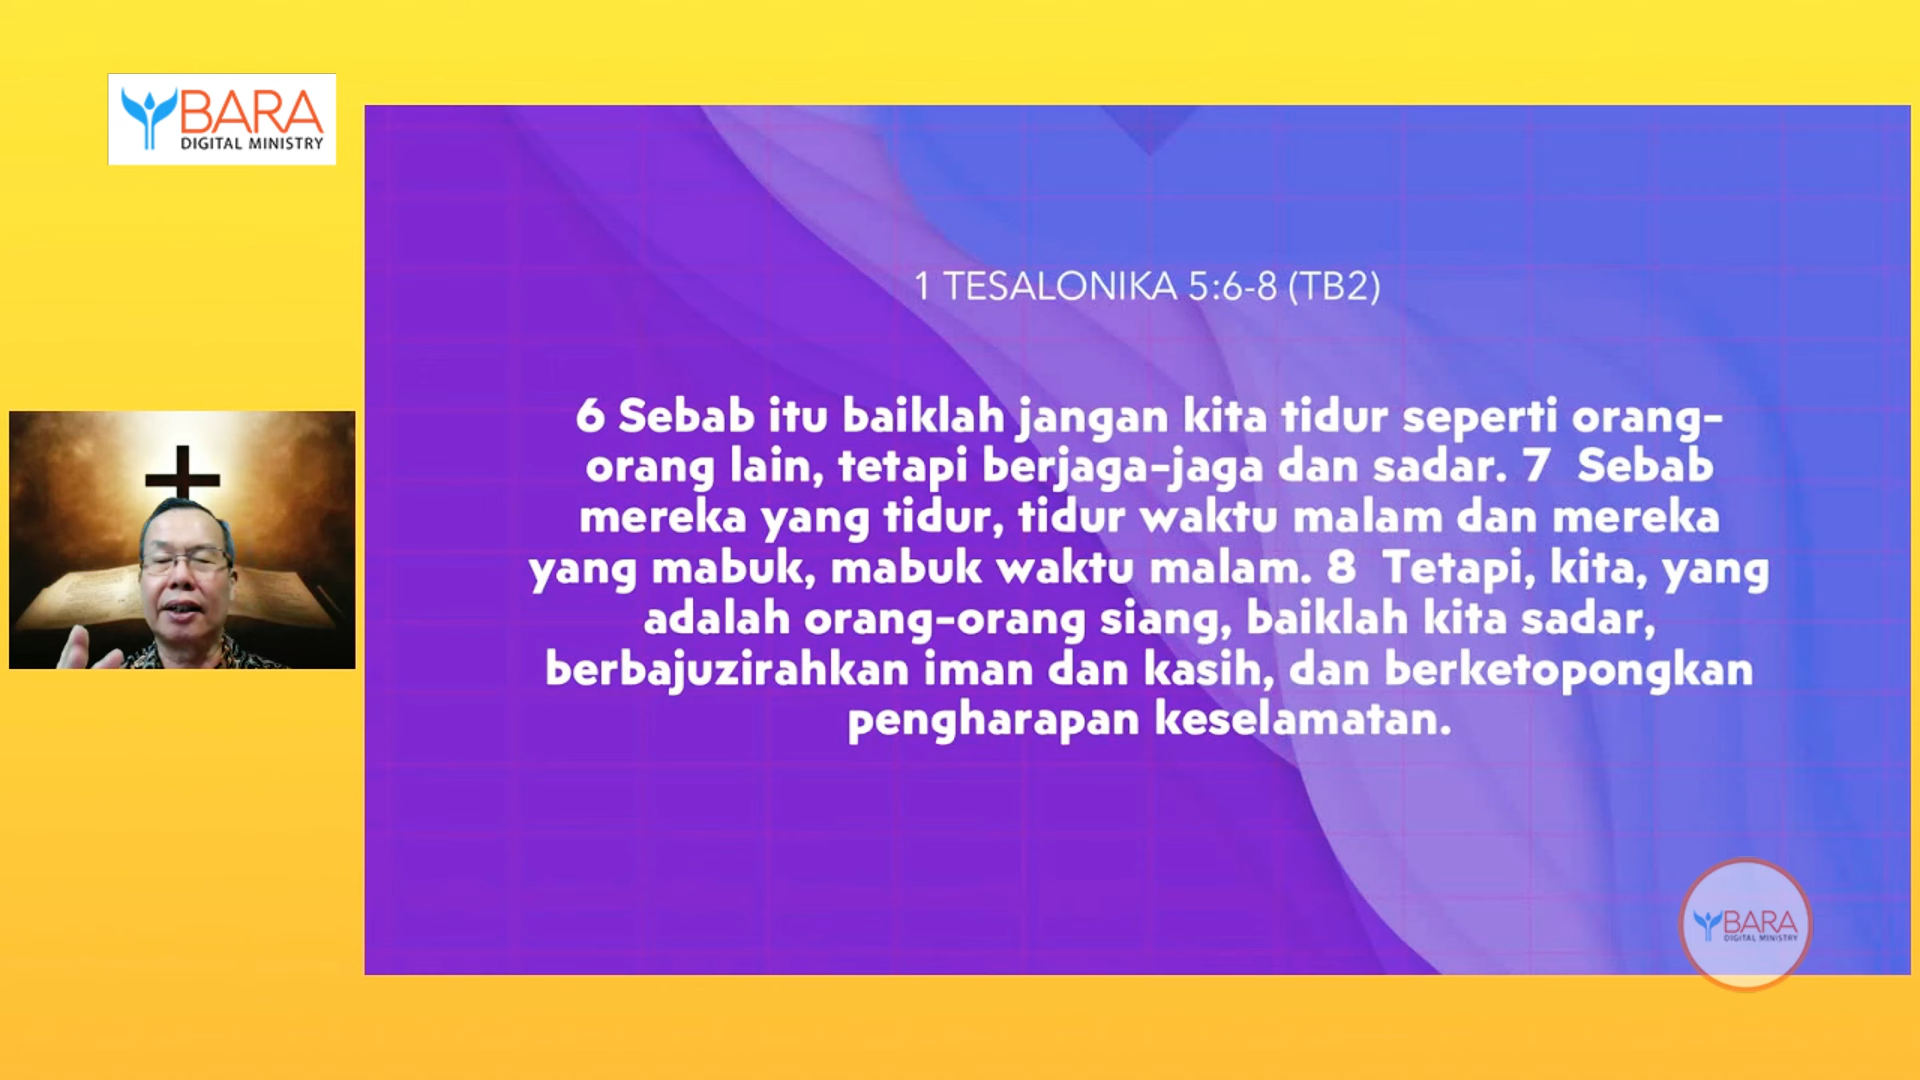 BARA
DIGITAL MINISTRY
1 TESALONIKA 5:6-8 (TB2)
6 Sebab itu baiklah jangan kita tidur seperti orang-
orang lain, tetapi berjaga-jaga dan sadar. 7  Sebab
mereka yang tidur, tidur waktu malam dan mereka
yang mabuk, mabuk waktu malam. 8  Tetapi, kita, yang
adalah orang-orang siang, baiklah kita sadar,
berbajuzirahkan iman dan kasih, dan berketopongkan
pengharapan keselamatan.
BARA
DIGITAL MINISTRY